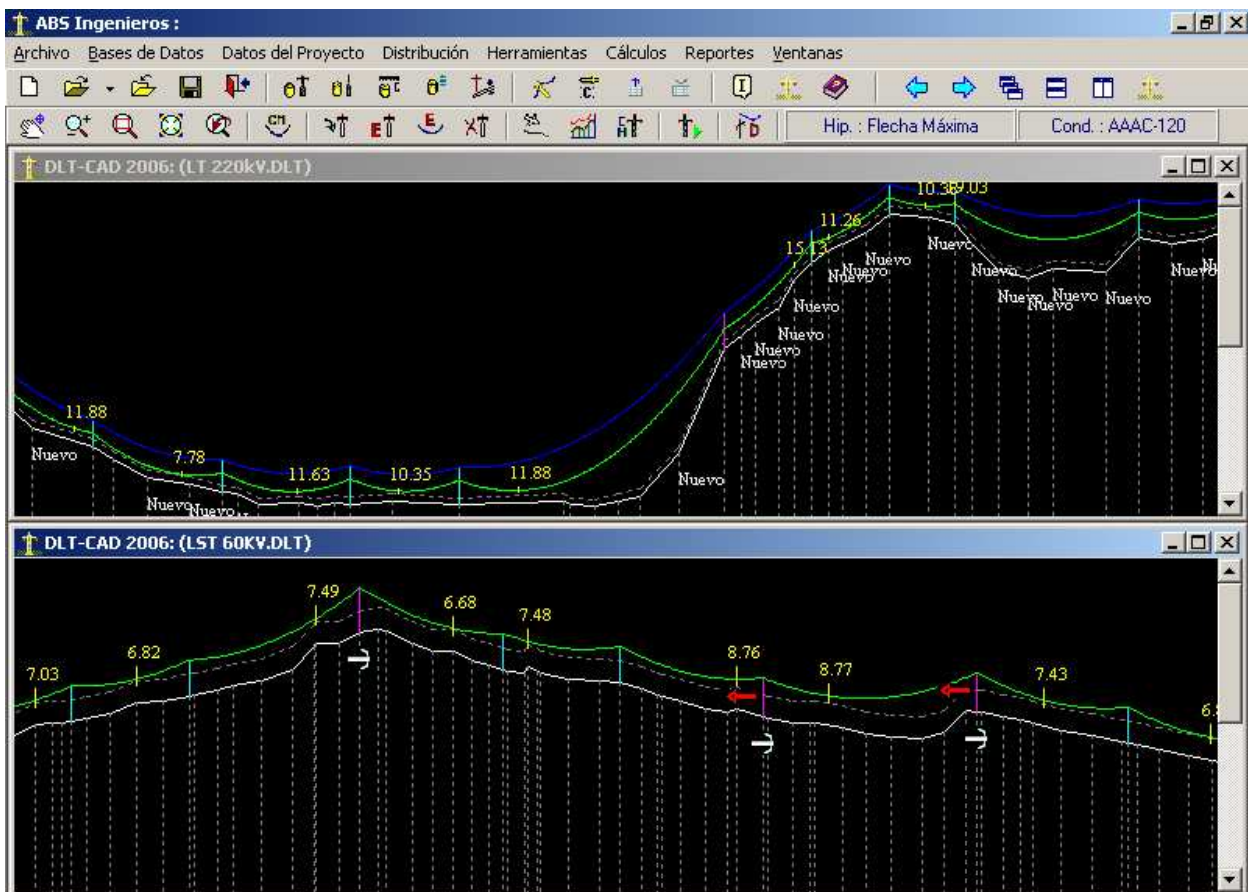 ABS Ingenieros :
Archivo Bases de Datos Datos del Proyecto Distribución Herramientas Cálculos Reportes Ventanas
Hip. : Flecha Máxima Cond. : AAAC-120
DLT-CAD 2006: (LT 220kV.DLT)
11.26
15.13
Nuevo
Nuevo
Nuevo
Nuevo
Nuevo
Nuevo
Nuevo
Nuevo
Nuevo
Nuevo
Nuevo
Nuevo
Nuevo
11.88
7.78 11.63 10.35 11.88
Nuevo
Nuevo
Nuevo
Nuevo
DLT-CAD 2006: (LST 60KV.DLT)
7.49 6.68 7.48
7.03 6.82 8.76 8.77 7.43